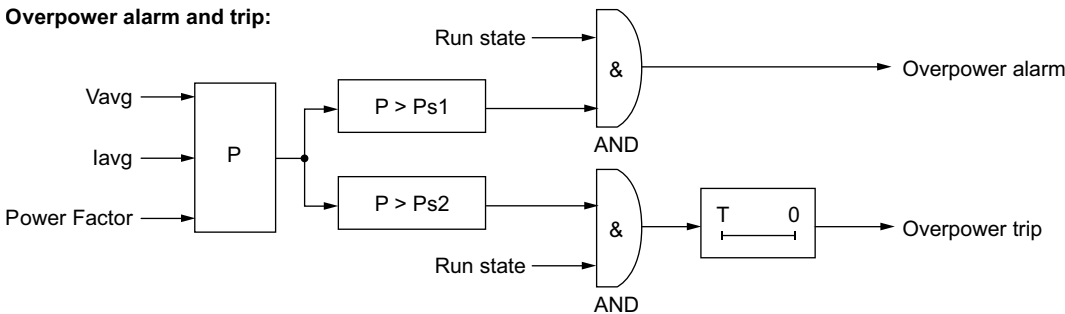 Overpower alarm and trip:
Run state
&
Overpower alarm
Vavg
P > Ps1
AND
Iavg
P
Power Factor
P > Ps2
&
T 0
Overpower trip
Run state
AND